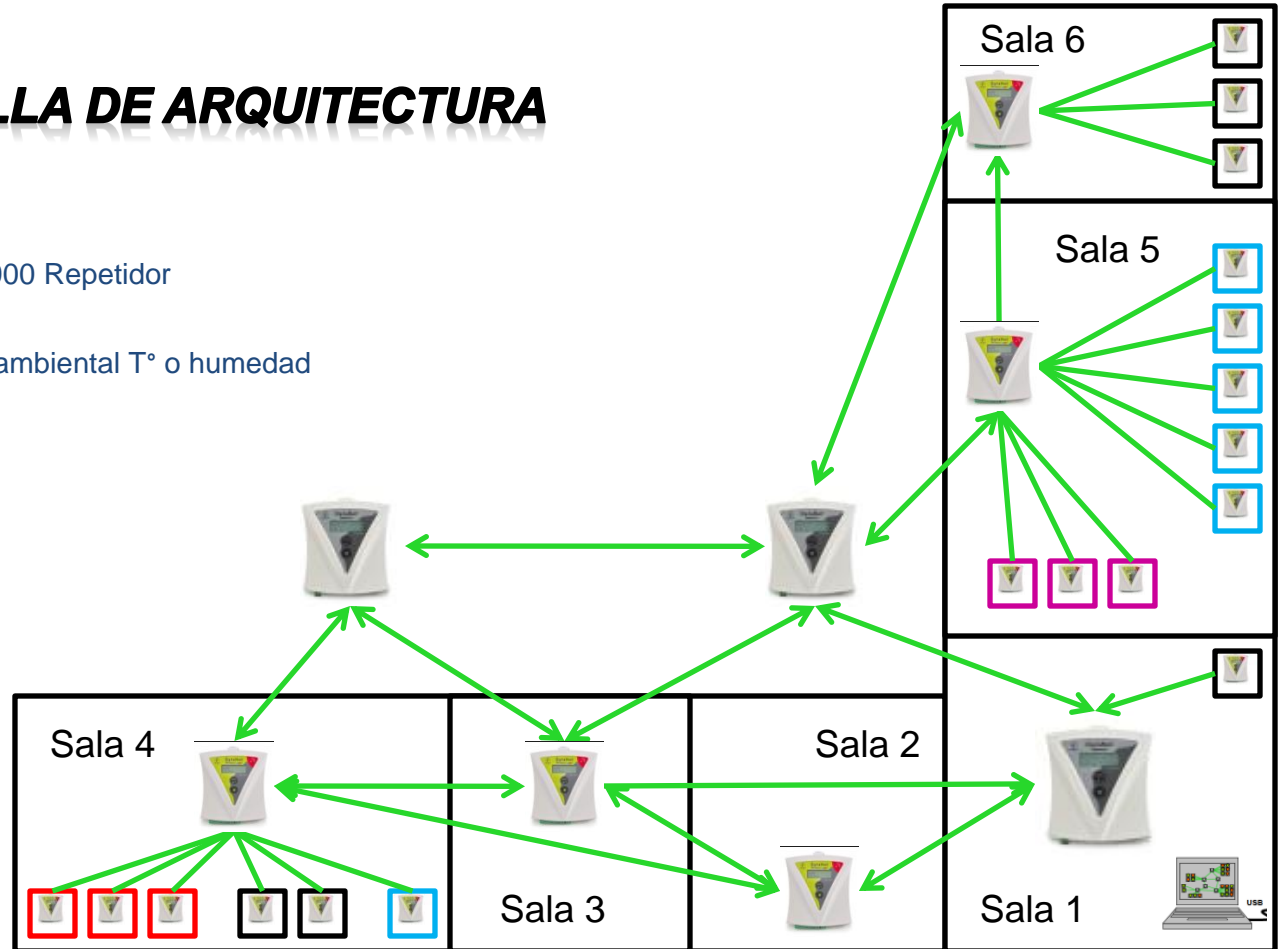 LLA DE ARQUITECTURA
000 Repetidor
ambiental T° o humedad
Sala 6
Sala 5
Sala 4
Sala 2
Sala 3
Sala 1
USB